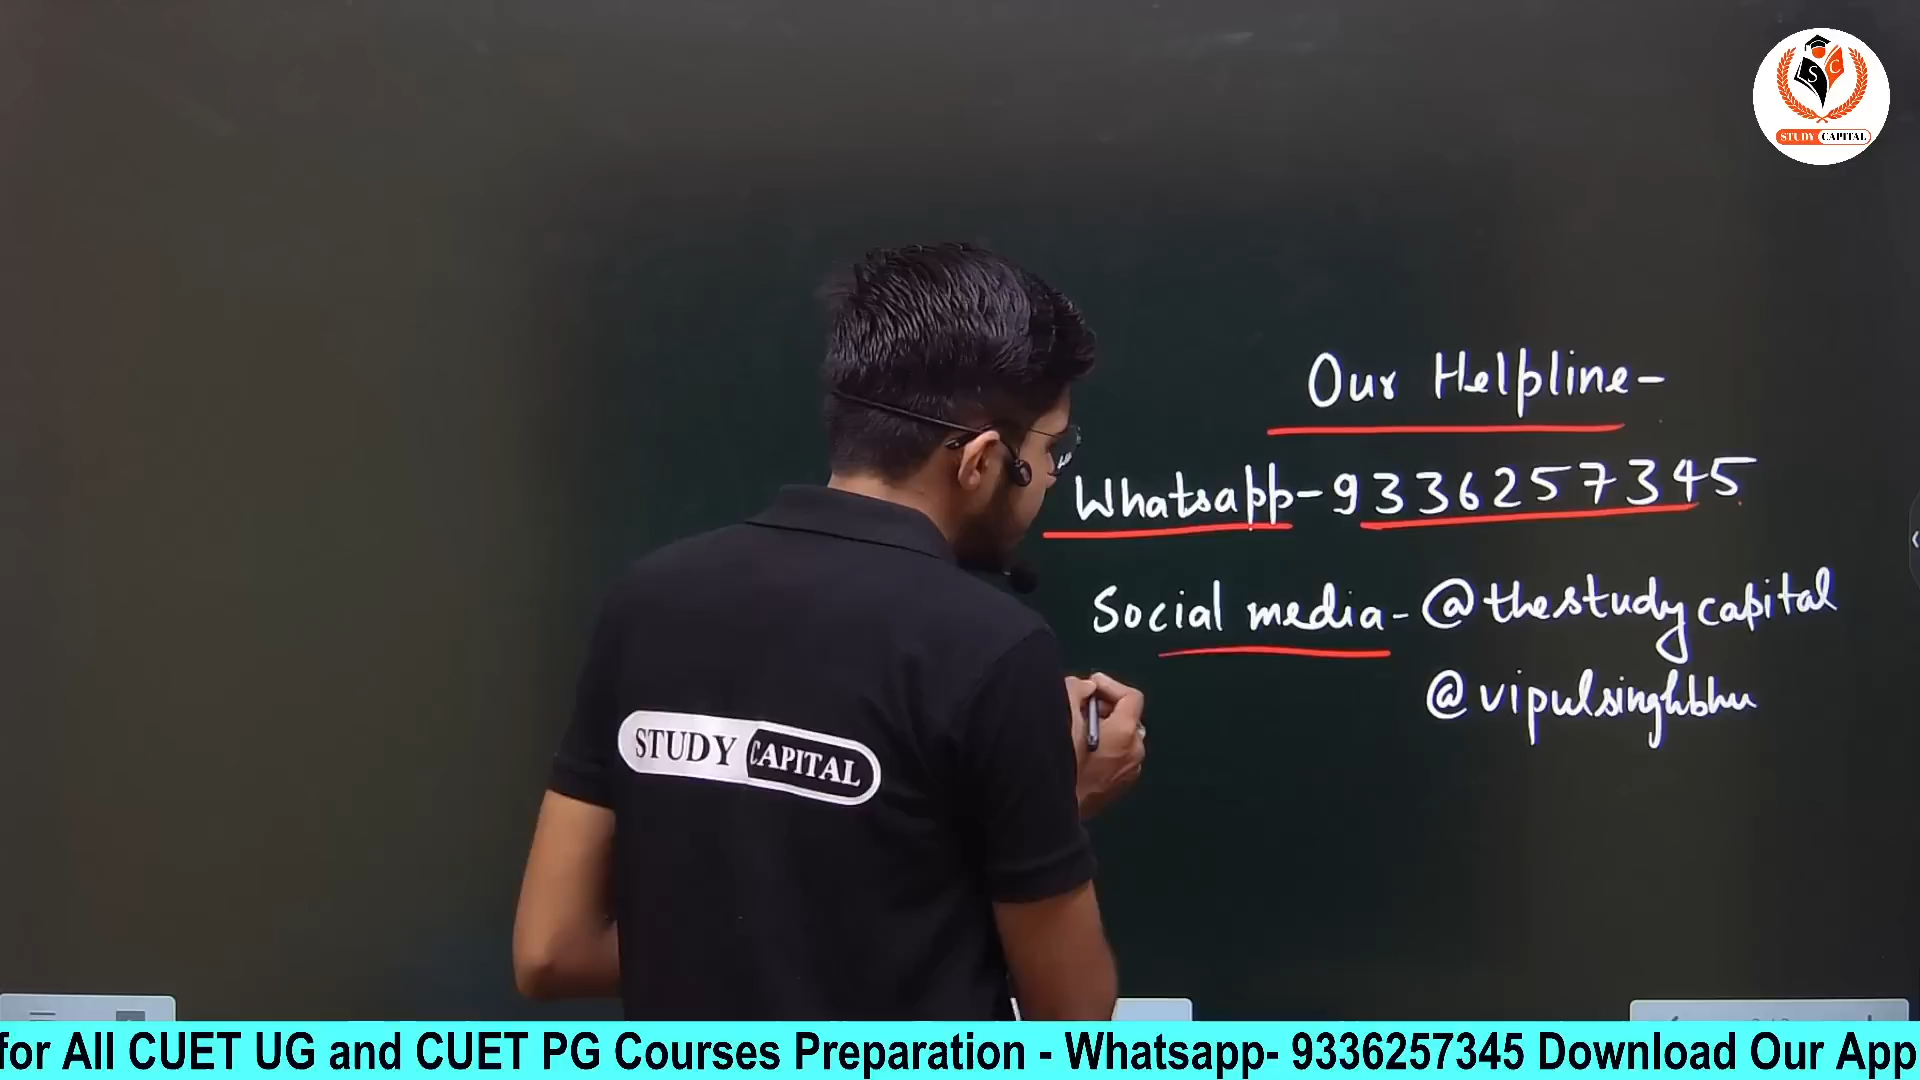 S C
STUDY CAPITAL
Our Helpline-
Whatsapp-9336257345
Social media-@thestudycapital
@vipulsinghbhu
STUDY CAPITAL
for All CUET UG and CUET PG Courses Preparation - Whatsapp- 9336257345 Download Our App